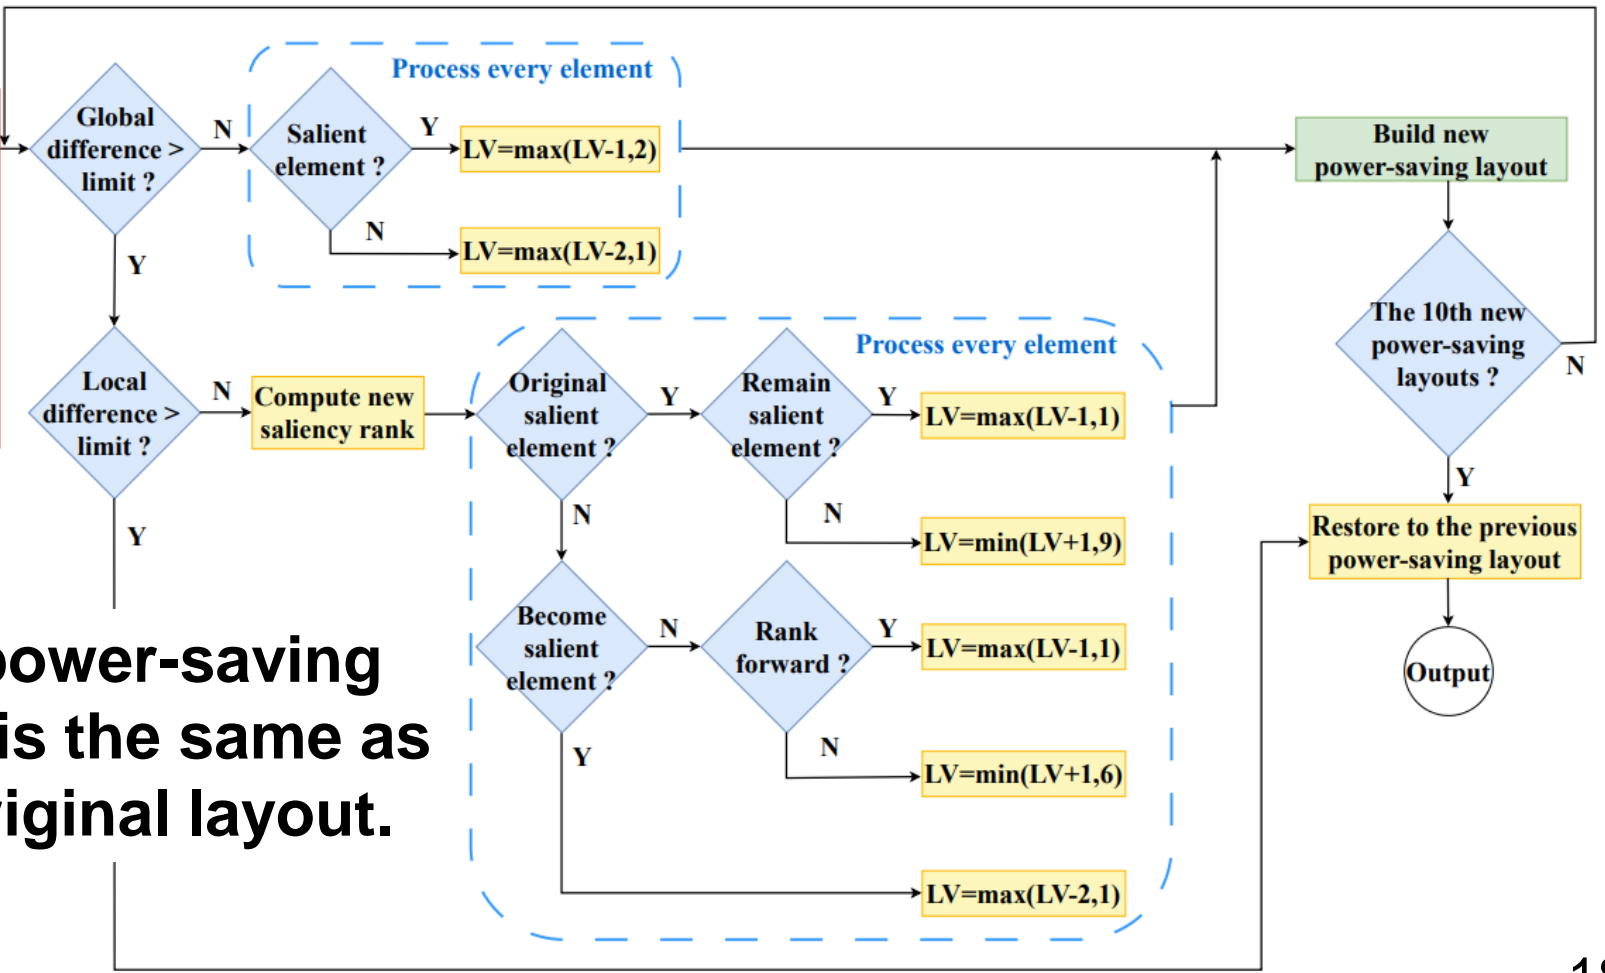 Process every element
Global
difference >
limit ?
N
Salient
element ?
Y
LV=max(LV-1,2)
N
LV=max(LV-2,1)
Build new
power-saving layout
Y
The 10th new
power-saving
layouts ?
N
Process every element
Local
difference >
limit ?
N
Compute new
saliency rank
Original
salient
element ?
Y
Remain
salient
element ?
Y
LV=max(LV-1,1)
N
LV=min(LV+1,9)
Y
N
Y
Restore to the previous
power-saving layout
Become
salient
element ?
N
Rank
forward ?
Y
LV=max(LV-1,1)
N
LV=min(LV+1,6)
Y
LV=max(LV-2,1)
Output
power-saving
is the same as
riginal layout.